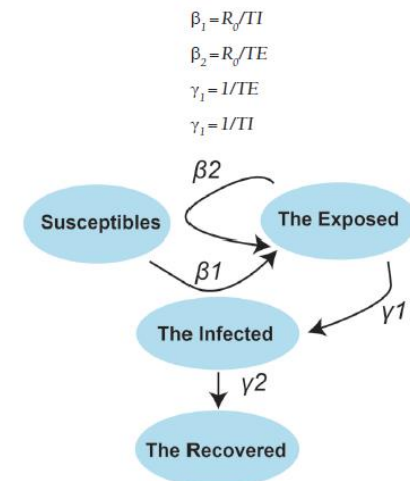 β₁=R₀/TI
β₂=R₀/TE
γ₁=1/TE
γ₁=1/TI
β2
Susceptibles
The Exposed
β1
The Infected
γ1
γ2
The Recovered